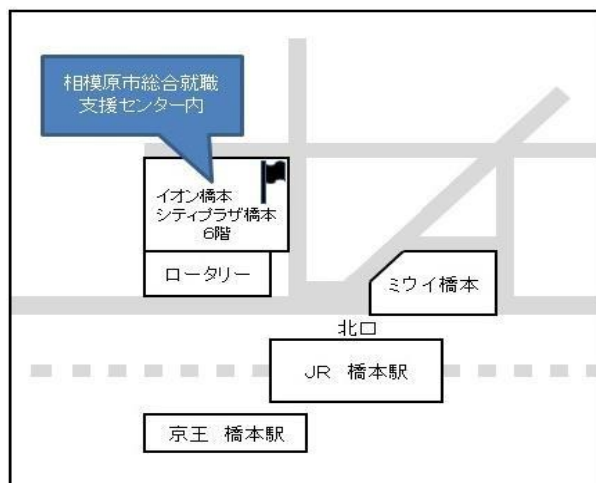 相模原市総合就職
支援センター内
イオン橋本
シティプラザ橋本
6階
ロータリー
ミウイ橋本
北口
JR 橋本駅
京王 橋本駅